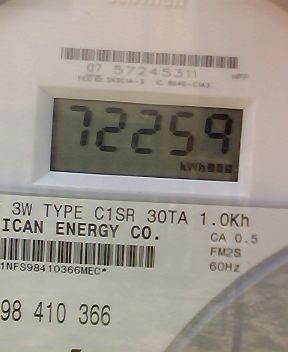 07 57245311
72259
kWh
3W TYPE C1SR 30TA 1.0Kh
ICAN ENERGY CO.
CA 0.5
FM2S
1NFS98410366MEC*
60Hz
98 410 366